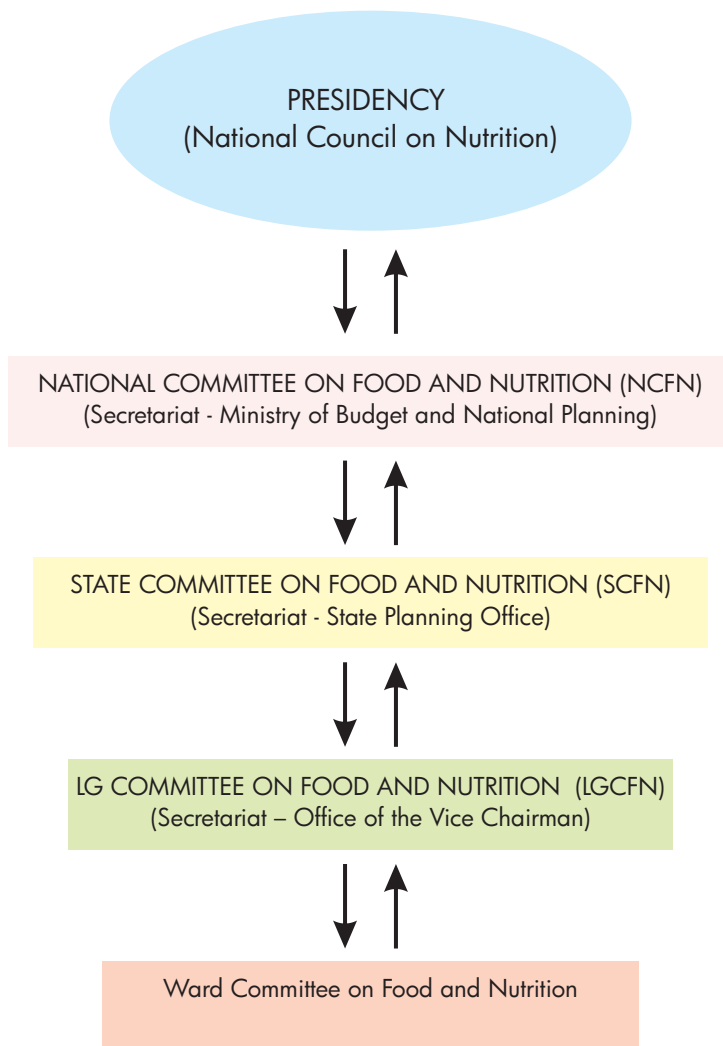 PRESIDENCY
(National Council on Nutrition)
NATIONAL COMMITTEE ON FOOD AND NUTRITION (NCFN)
(Secretariat - Ministry of Budget and National Planning)
STATE COMMITTEE ON FOOD AND NUTRITION (SCFN)
(Secretariat - State Planning Office)
LG COMMITTEE ON FOOD AND NUTRITION (LGCFN)
(Secretariat – Office of the Vice Chairman)
Ward Committee on Food and Nutrition